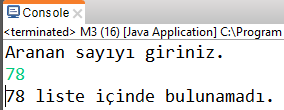 Console
<terminated> M3 (16) [Java Application] C:\Program
Aranan sayıyı giriniz.
78
78 liste içinde bulunamadı.